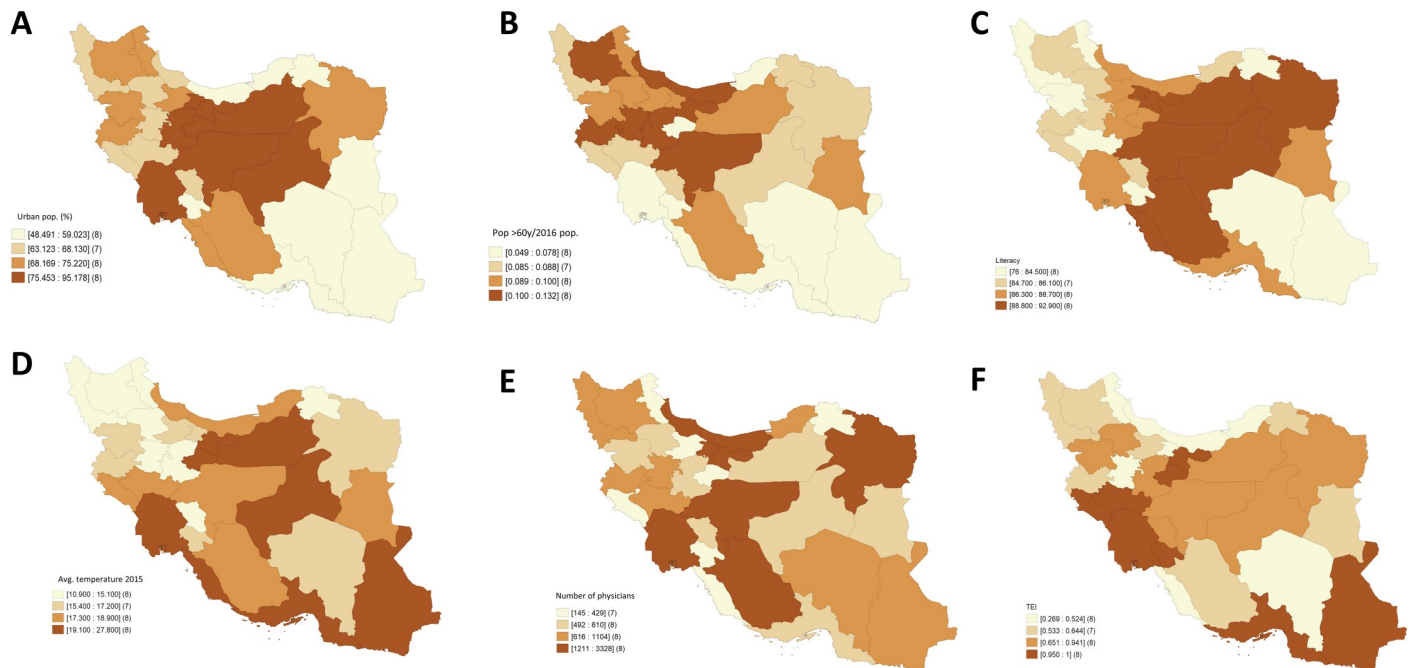 A
Urban pop. (%)
[48.491 : 59.023] (8)
[63.123 : 68.130] (7)
[68.169 : 75.220] (8)
[75.453 : 95.178] (8)
B
Pop >60y/2016 pop.
[0.049 : 0.078] (8)
[0.085 : 0.088] (7)
[0.089 : 0.100] (8)
[0.100 : 0.132] (8)
C
Literacy
[76 : 84.500] (8)
[84.700 : 86.100] (7)
[86.300 : 88.700] (8)
[88.800 : 92.900] (8)
D
Avg. temperature 2015
[10.900 : 15.100] (8)
[15.400 : 17.200] (7)
[17.300 : 18.900] (8)
[19.100 : 27.800] (8)
E
Number of physicians
[145 : 429] (7)
[492 : 610] (8)
[616 : 1104] (8)
[1211 : 3328] (8)
F
TEI
[0.269 : 0.524] (8)
[0.533 : 0.644] (7)
[0.651 : 0.941] (8)
[0.950 : 1] (8)